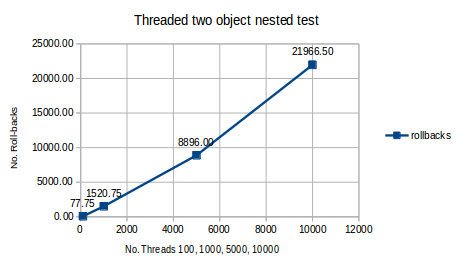 Threaded two object nested test
25000.00
20000.00
15000.00
10000.00
5000.00
0.00
No. Roll-backs
77.75
1520.75
8896.00
21966.50
rollbacks
0 2000 4000 6000 8000 10000 12000
No. Threads 100, 1000, 5000, 10000